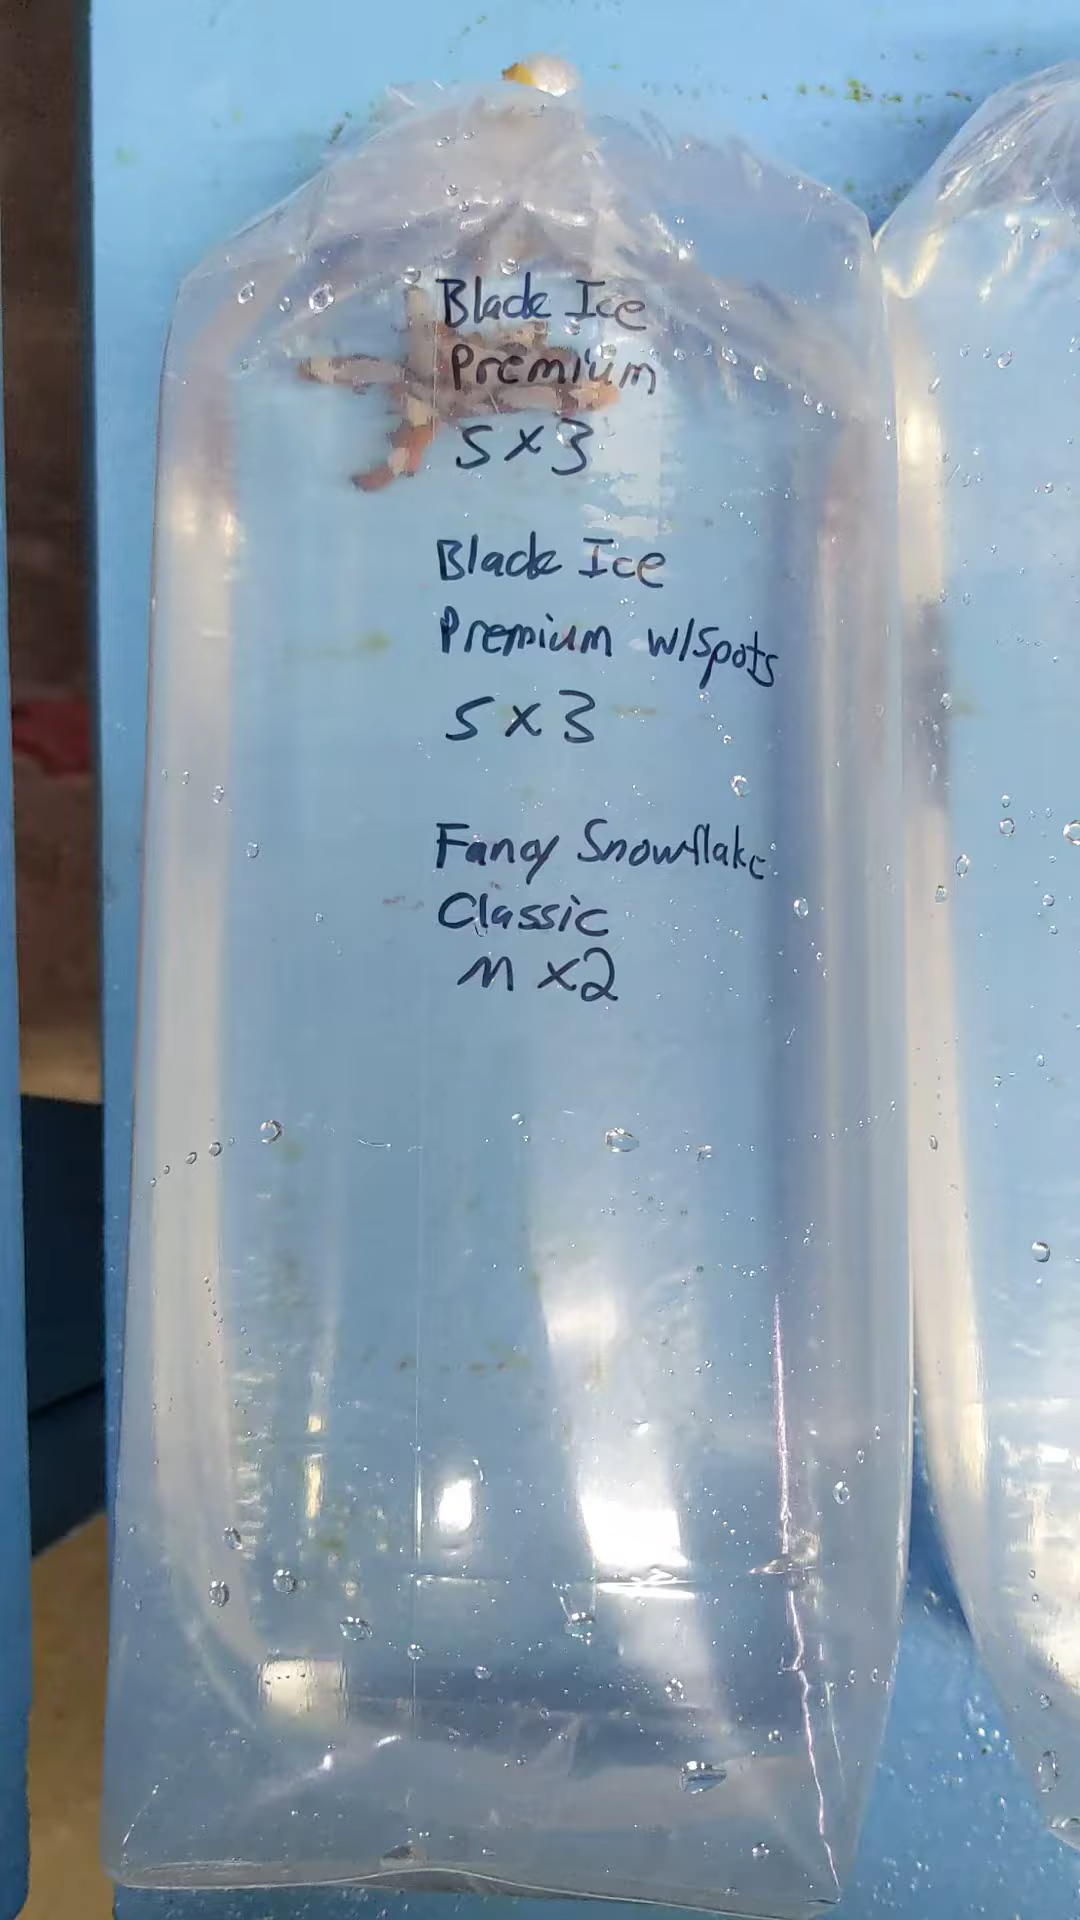 Black Ice
Premium
S x 3
Black Ice
Premium w/Spots
S x 3
Fancy Snowflake
Classic
M x2